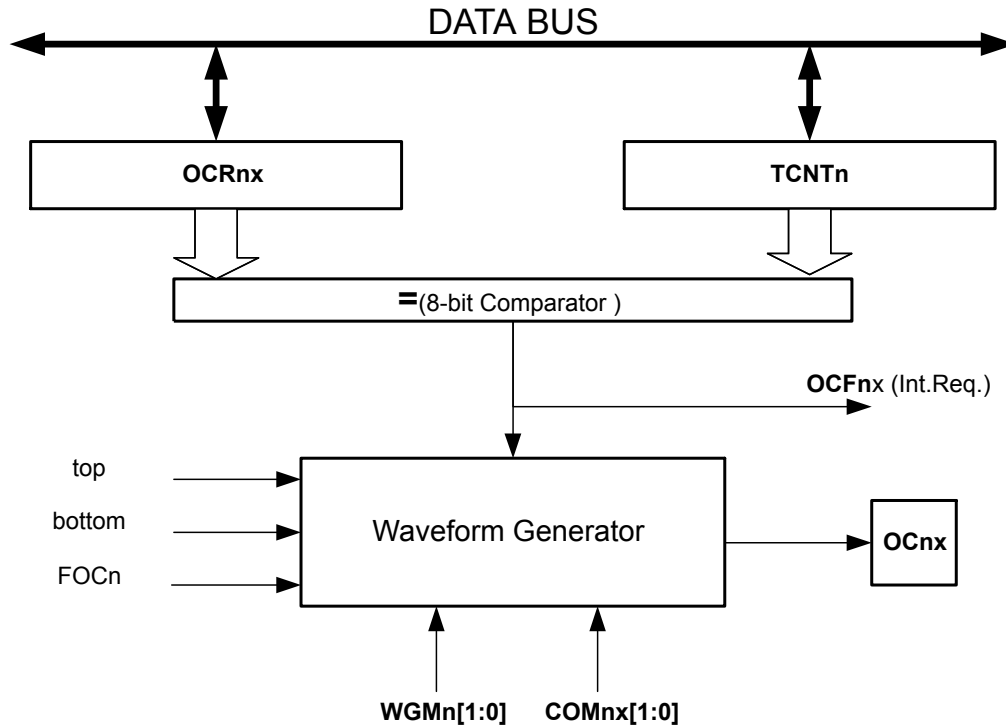 DATA BUS
OCRnx
TCNTn
=(8-bit Comparator )
OCFnx (Int.Req.)
top
bottom
FOCn
Waveform Generator
OCnx
WGMn[1:0]
COMnx[1:0]